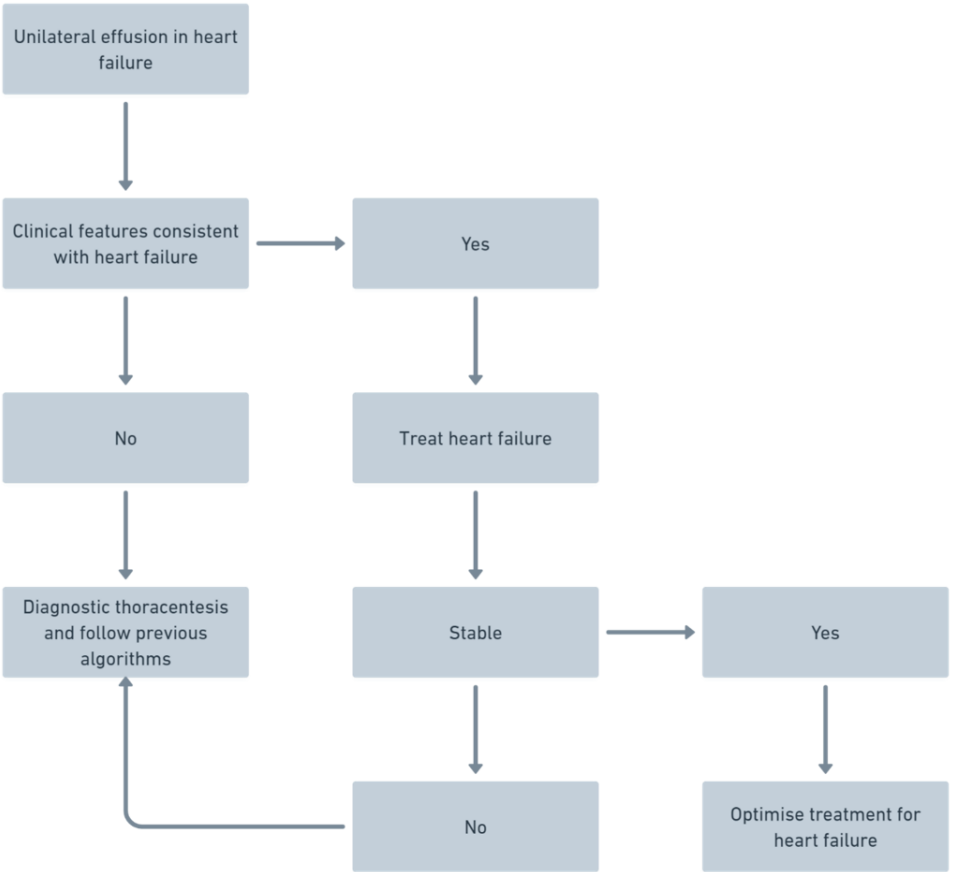 Unilateral effusion in heart
failure
Clinical features consistent
with heart failure
Yes
No
Treat heart failure
Diagnostic thoracentesis
and follow previous
algorithms
Stable
Yes
No
Optimise treatment for
heart failure